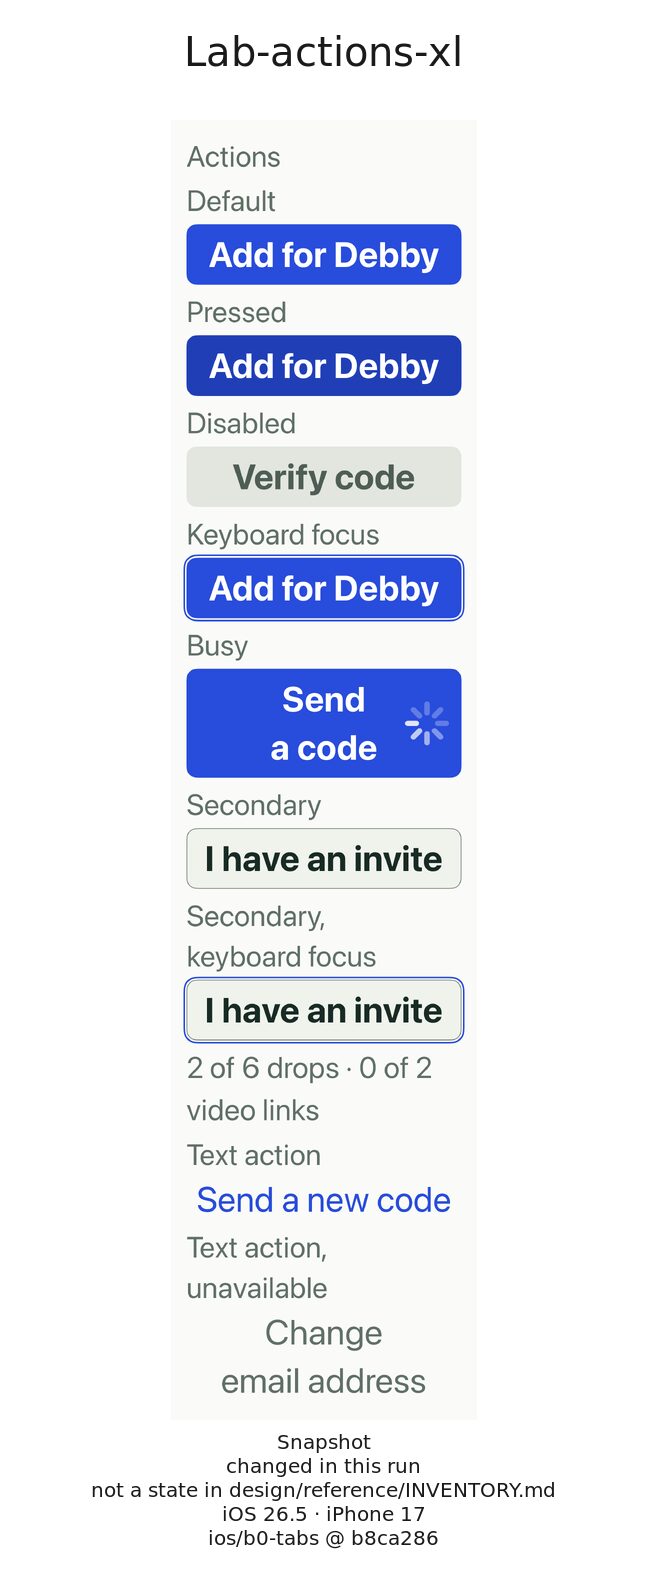 Lab-actions-xl
Actions
Default
Add for Debby
Pressed
Add for Debby
Disabled
Verify code
Keyboard focus
Add for Debby
Busy
Send
a code
Secondary
I have an invite
Secondary,
keyboard focus
I have an invite
2 of 6 drops · 0 of 2
video links
Text action
Send a new code
Text action,
unavailable
Change
email address
Snapshot
changed in this run
not a state in design/reference/INVENTORY.md
iOS 26.5 · iPhone 17
ios/b0-tabs @ b8ca286